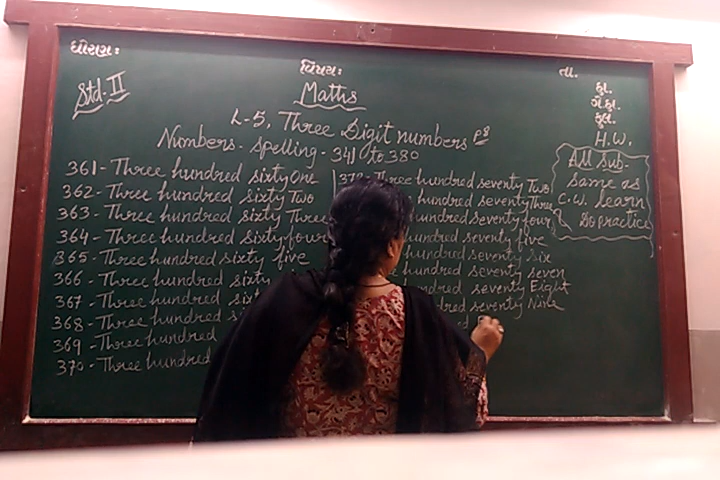 ધોરણ:
વિષય:
તા.
Std-II
Maths
કુ.
ગે.હા.
કુલ.
L-5, Three Digit numbers P8
Numbers - spelling - 341 to 380
H.W.
All Sub-
Same as
C.W. learn
& Do practice
361 - Three hundred sixty One
362 - Three hundred sixty Two
363 - Three hundred sixty Three
364 - Three hundred sixty four
365 - Three hundred sixty five
366 - Three hundred sixty
367 - Three hundred
368 - Three hundred
369 - Three hundred
370 - Three hundred
Three hundred seventy Two
hundred seventy Three
hundred seventy four
hundred seventy five
hundred seventy six
hundred seventy seven
seventy Eight
seventy Nine